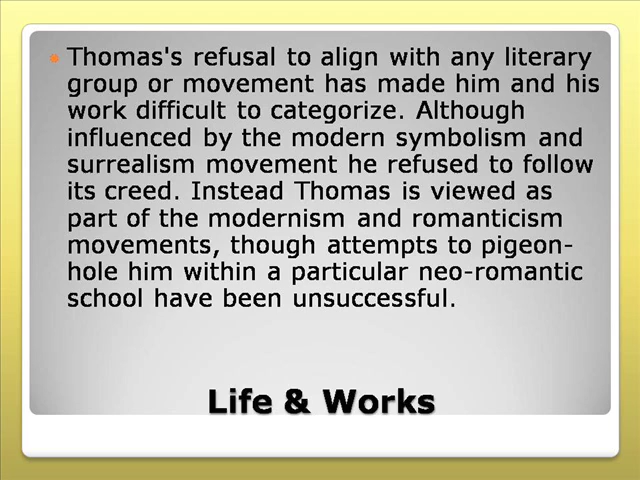 Thomas's refusal to align with any literary
group or movement has made him and his
work difficult to categorize. Although
influenced by the modern symbolism and
surrealism movement he refused to follow
its creed. Instead Thomas is viewed as
part of the modernism and romanticism
movements, though attempts to pigeon-
hole him within a particular neo-romantic
school have been unsuccessful.
Life & Works